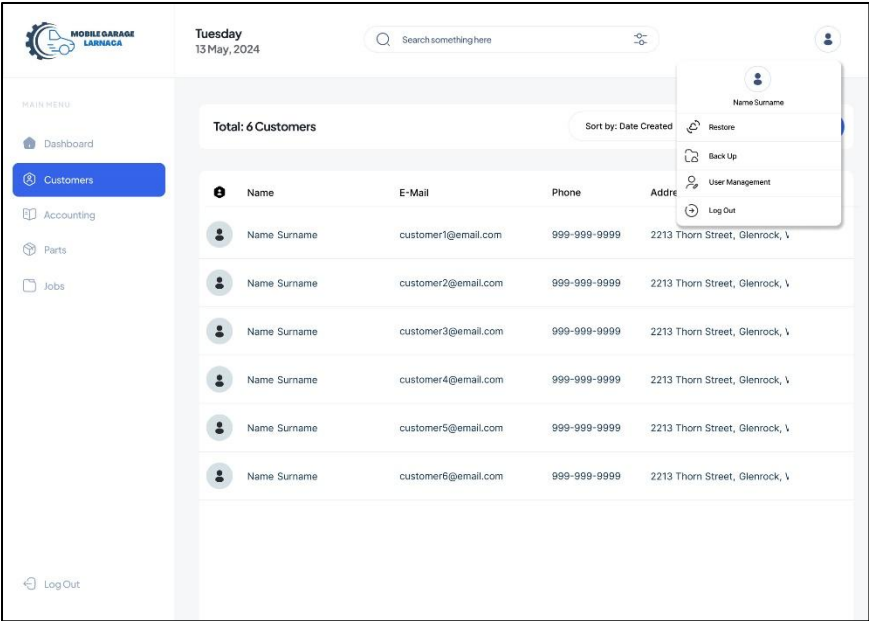 MOBILE GARAGE
LARNACA
Tuesday
13 May, 2024
Search something here
Name Surname
Restore
Back Up
User Management
Log Out
MAIN MENU
Dashboard
Customers
Accounting
Parts
Jobs
Log Out
Total: 6 Customers
Sort by: Date Created
Name E-Mail Phone Addre
Name Surname customer1@email.com 999-999-9999 2213 Thorn Street, Glenrock,
Name Surname customer2@email.com 999-999-9999 2213 Thorn Street, Glenrock,
Name Surname customer3@email.com 999-999-9999 2213 Thorn Street, Glenrock,
Name Surname customer4@email.com 999-999-9999 2213 Thorn Street, Glenrock,
Name Surname customer5@email.com 999-999-9999 2213 Thorn Street, Glenrock,
Name Surname customer6@email.com 999-999-9999 2213 Thorn Street, Glenrock,